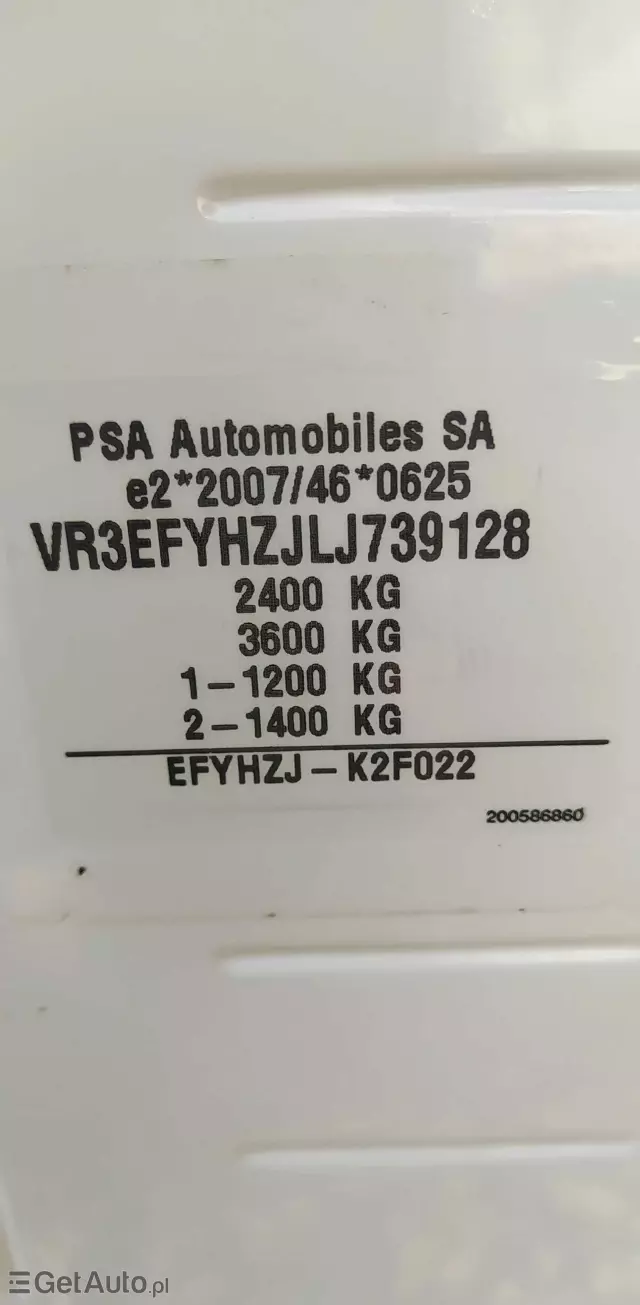 PSA Automobiles SA
e2*2007/46*0625
VR3EFYHZJLJ739128
2400 KG
3600 KG
1-1200 KG
2-1400 KG
EFYHZJ-K2F022
200586860
GetAuto.pl